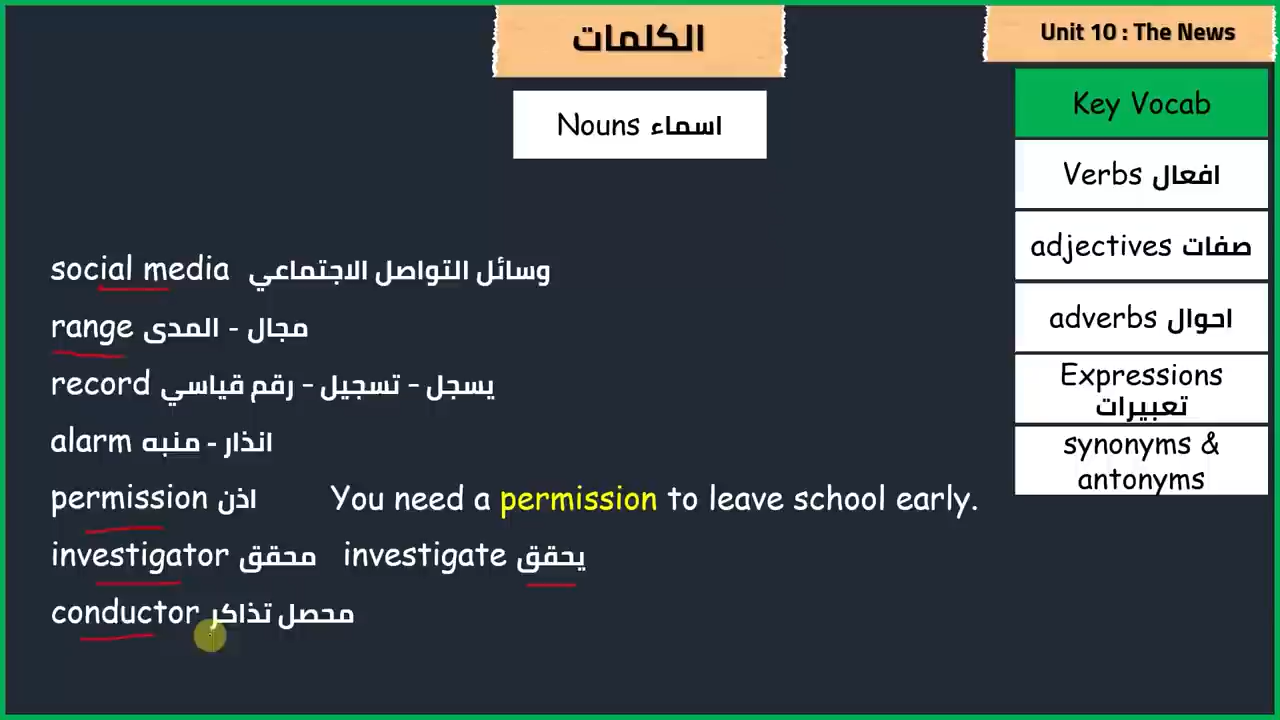 الكلمات
Unit 10 : The News
Nouns اسماء
Key Vocab
Verbs افعال
adjectives صفات
adverbs احوال
Expressions
تعبيرات
synonyms &
antonyms
social media وسائل التواصل الاجتماعي
range مجال - المدى
record يسجل - تسجيل - رقم قياسي
alarm انذار - منبه
permission اذن You need a permission to leave school early.
investigator محقق investigate يحقق
conductor محصل تذاكر